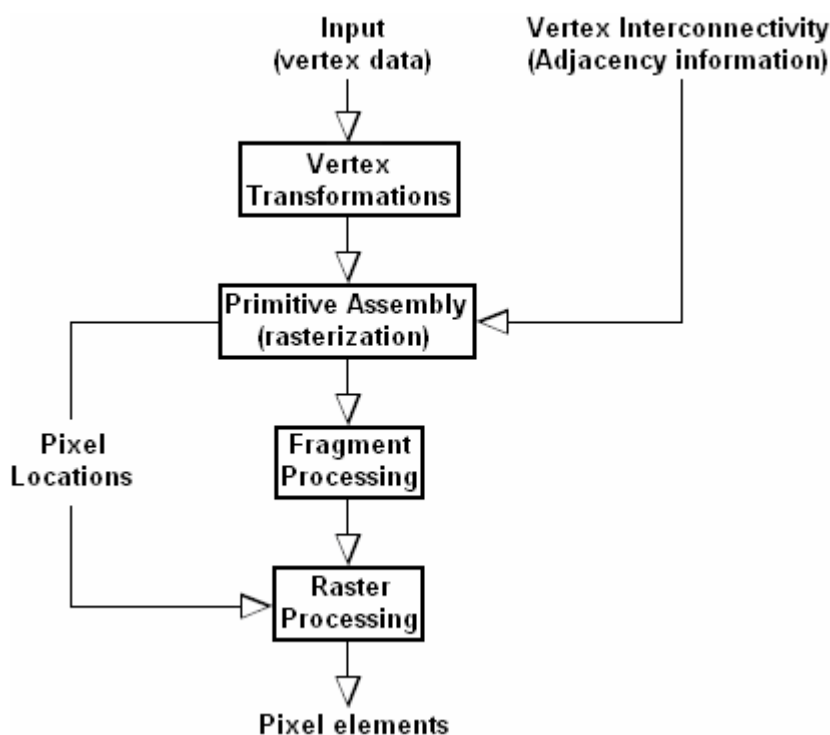 Input
(vertex data)
Vertex Interconnectivity
(Adjacency information)
Vertex
Transformations
Primitive Assembly
(rasterization)
Pixel
Locations
Fragment
Processing
Raster
Processing
Pixel elements